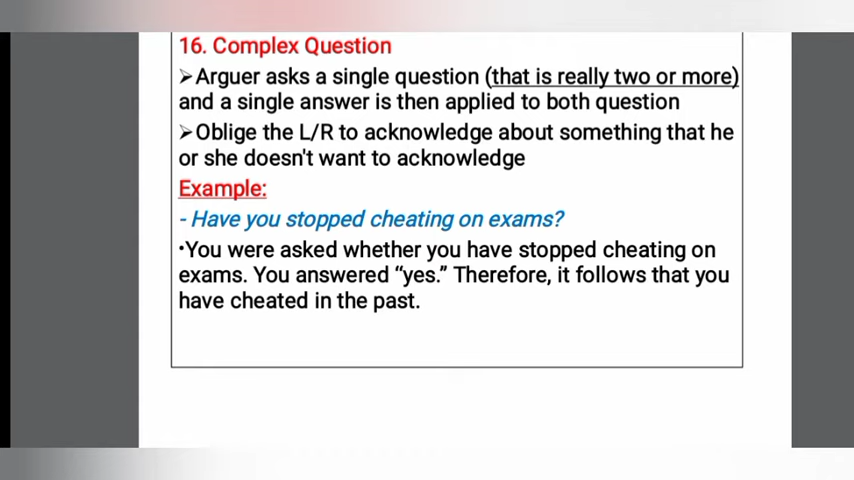 16. Complex Question
➢Arguer asks a single question (that is really two or more)
and a single answer is then applied to both question
➢Oblige the L/R to acknowledge about something that he
or she doesn't want to acknowledge
Example:
- Have you stopped cheating on exams?
•You were asked whether you have stopped cheating on
exams. You answered “yes.” Therefore, it follows that you
have cheated in the past.